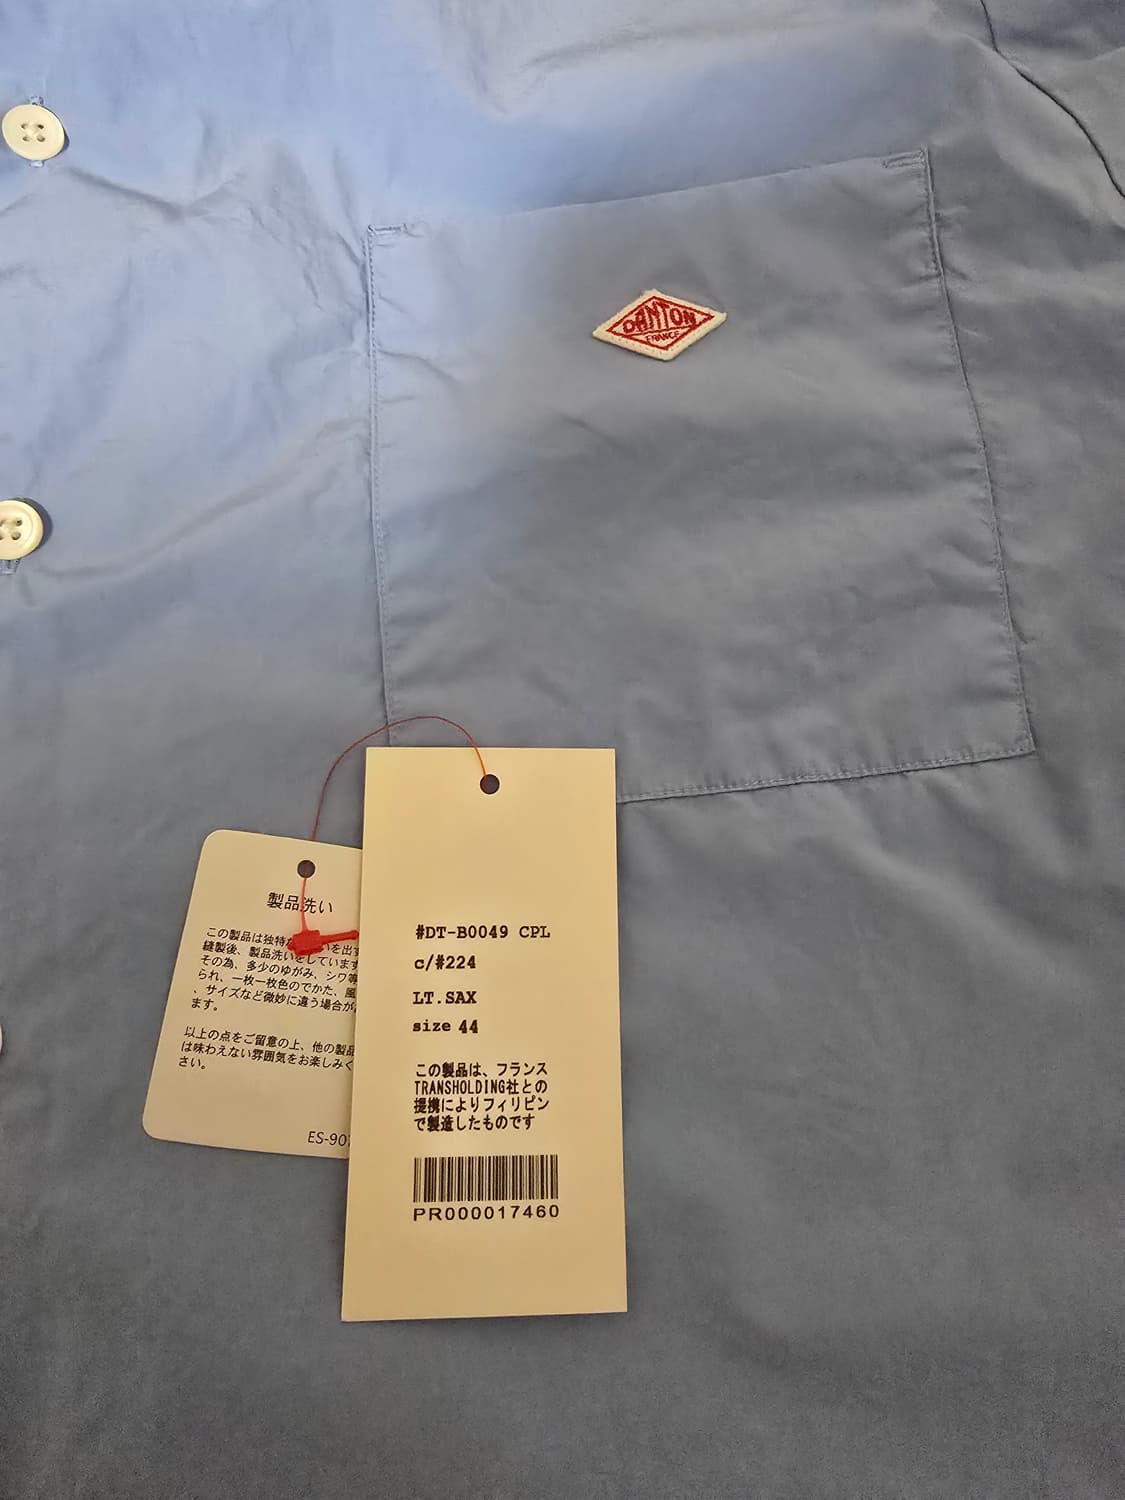 DANTON
FRANCE
製品洗い
この製品は独特な
いを出す
縫製後、製品洗いをしています
その為、多少のゆがみ、シワ等
られ、一枚一枚色のでかた、風
、サイズなど微妙に違う場合が
ます。
以上の点をご留意の上、他の製品
は味わえない雰囲気をお楽しみく
さい。
ES-90
#DT-B0049 CPL
c/#224
LT.SAX
size 44
この製品は、フランス
TRANSHOLDING社との
提携によりフィリピン
で製造したものです
PR000017460